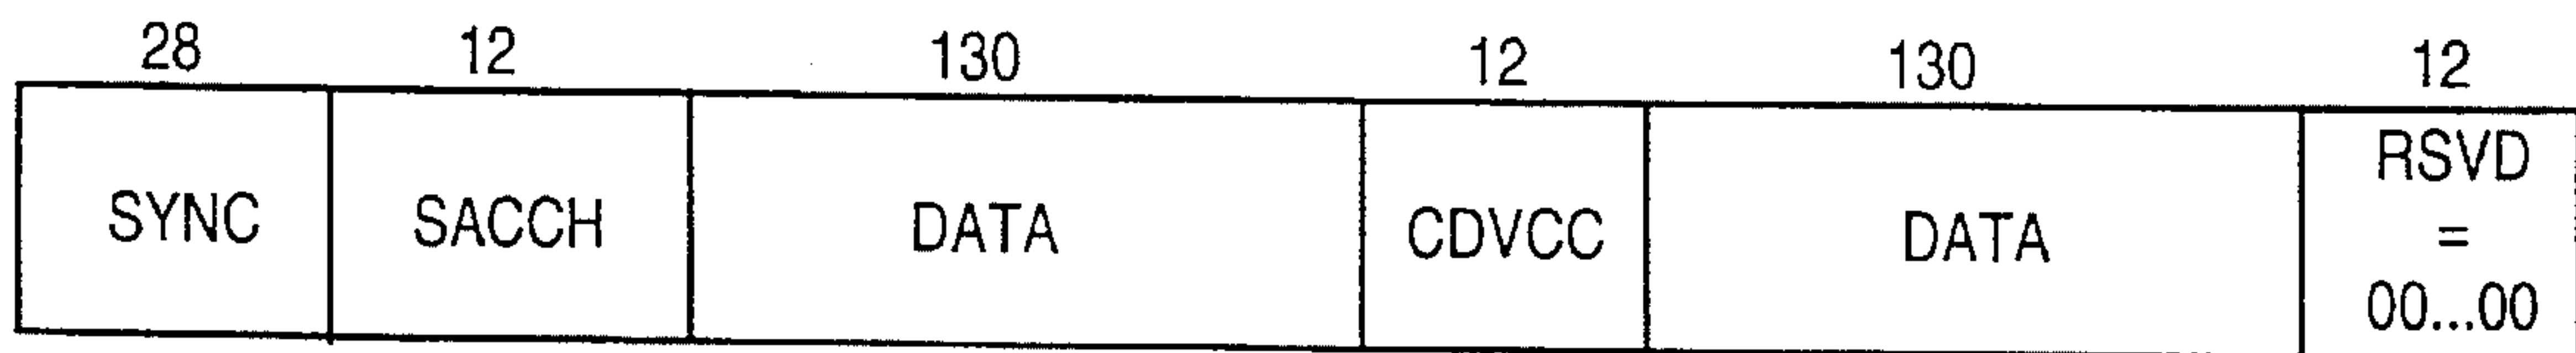 28 12 130 12 130 12
SYNC SACCH DATA CDVCC DATA RSVD
=
00...00